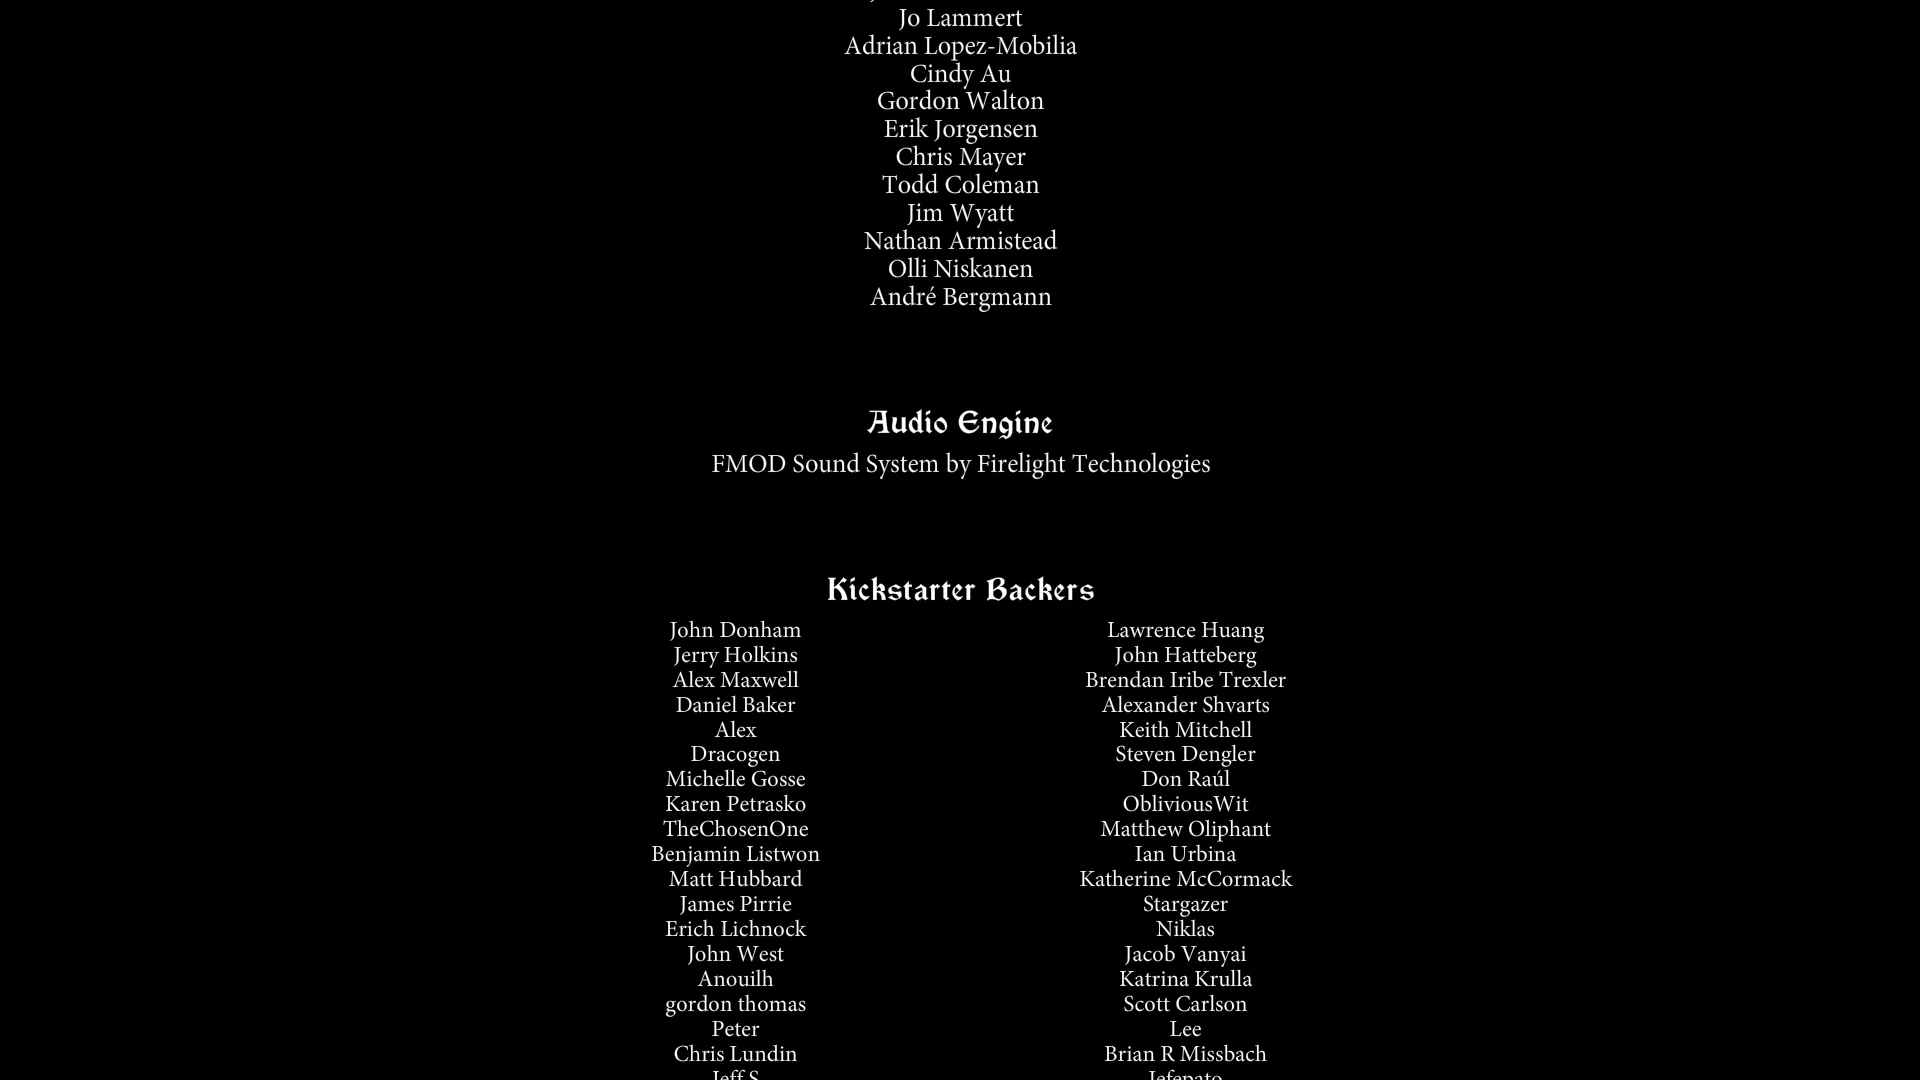 Jo Lammert
Adrian Lopez-Mobilia
Cindy Au
Gordon Walton
Erik Jorgensen
Chris Mayer
Todd Coleman
Jim Wyatt
Nathan Armistead
Olli Niskanen
André Bergmann
Audio Engine
FMOD Sound System by Firelight Technologies
Kickstarter Backers
John Donham
Jerry Holkins
Alex Maxwell
Daniel Baker
Alex
Dracogen
Michelle Gosse
Karen Petrasko
TheChosenOne
Benjamin Listwon
Matt Hubbard
James Pirrie
Erich Lichnock
John West
Anouilh
gordon thomas
Peter
Chris Lundin
Jeff S
Lawrence Huang
John Hatteberg
Brendan Iribe Trexler
Alexander Shvarts
Keith Mitchell
Steven Dengler
Don Raúl
ObliviousWit
Matthew Oliphant
Ian Urbina
Katherine McCormack
Stargazer
Niklas
Jacob Vanyai
Katrina Krulla
Scott Carlson
Lee
Brian R Missbach
Jefepato